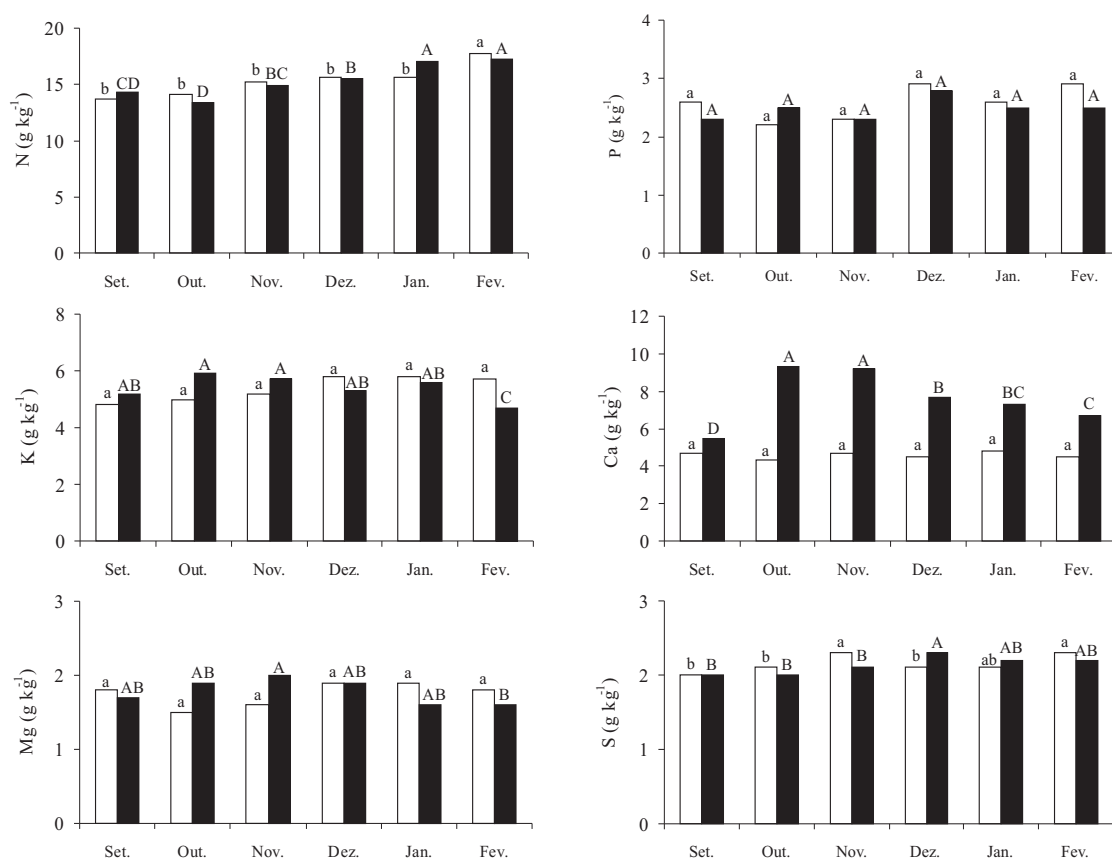 20
15
10
5
0
N (g kg⁻¹)
b CD b D b BC b B b A a A
Set. Out. Nov. Dez. Jan. Fev.
4
3
2
1
0
P (g kg⁻¹)
a A a A a A a A a A a A
Set. Out. Nov. Dez. Jan. Fev.
8
6
4
2
0
K (g kg⁻¹)
a AB a A a A a AB a AB a C
Set. Out. Nov. Dez. Jan. Fev.
12
10
8
6
4
2
0
Ca (g kg⁻¹)
a D a A a A a B a BC a C
Set. Out. Nov. Dez. Jan. Fev.
3
2
1
0
Mg (g kg⁻¹)
a AB a AB a A a AB a AB a B
Set. Out. Nov. Dez. Jan. Fev.
3
2
1
0
S (g kg⁻¹)
b B b B a B b A ab AB a AB
Set. Out. Nov. Dez. Jan. Fev.